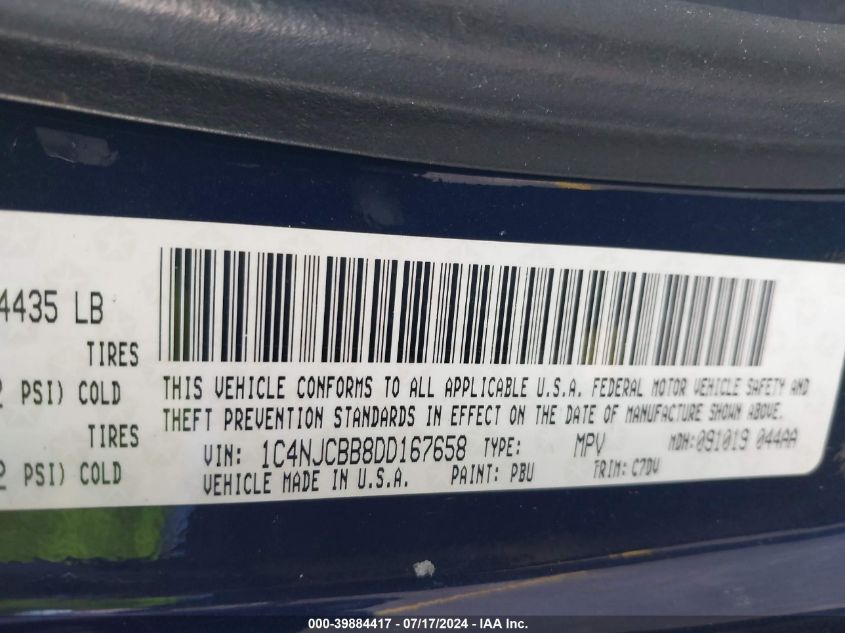 4435 LB
TIRES
PSI) COLD
TIRES
PSI) COLD
THIS VEHICLE CONFORMS TO ALL APPLICABLE U.S.A. FEDERAL MOTOR VEHICLE SAFETY AND
THEFT PREVENTION STANDARDS IN EFFECT ON THE DATE OF MANUFACTURE SHOWN ABOVE.
VIN: 1C4NJCBB8DD167658 TYPE: MPV MDH: 091019 044AA
VEHICLE MADE IN U.S.A. PAINT: PBU TRIM: C7DV
000-39884417 - 07/17/2024 - IAA Inc.